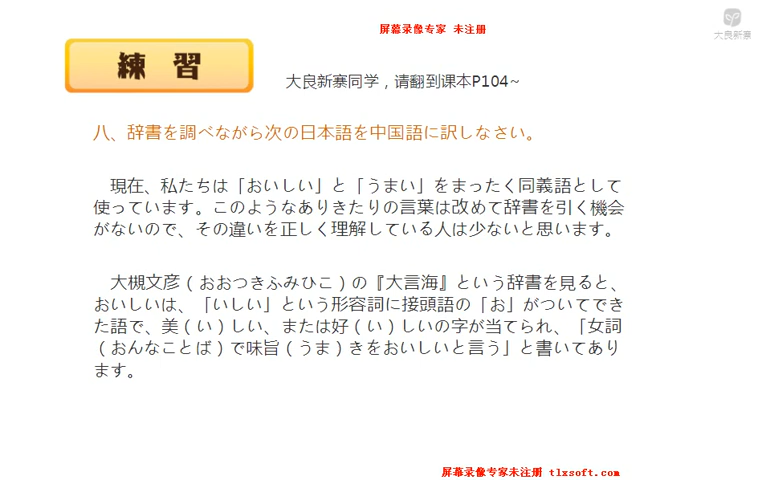 屏幕录像专家 未注册
大良新寨
練 習
大良新寨同学，请翻到课本P104~
八、辞書を調べながら次の日本語を中国語に訳しなさい。
現在、私たちは「おいしい」と「うまい」をまったく同義語として
使っています。このようなありきたりの言葉は改めて辞書を引く機会
がないので、その違いを正しく理解している人は少ないと思います。
大槻文彦（おおつきふみひこ）の『大言海』という辞書を見ると、
おいしいは、「いしい」という形容詞に接頭語の「お」がついてでき
た語で、美（い）しい、または好（い）しいの字が当てられ、「女詞
（おんなことば）で味旨（うま）きをおいしいと言う」と書いてあり
ます。
屏幕录像专家未注册 tlxsoft.com